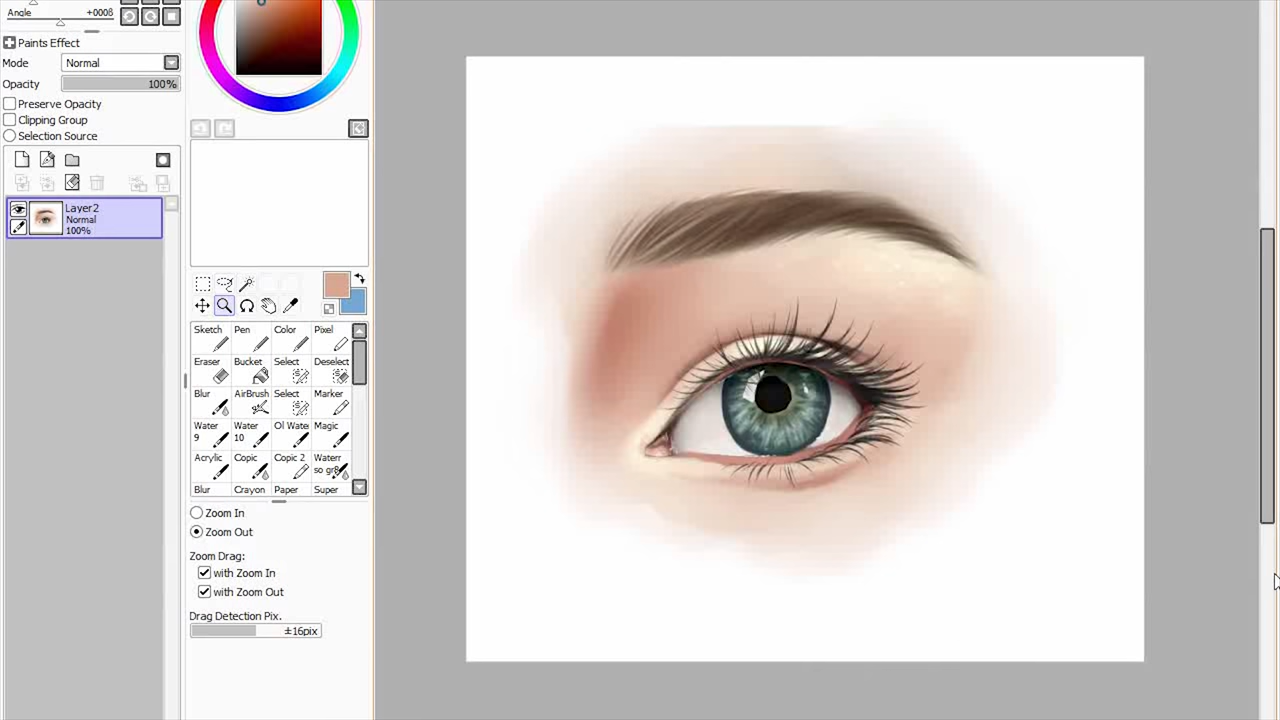 Angle +0008
Paints Effect
Mode Normal
Opacity 100%
Preserve Opacity
Clipping Group
Selection Source
Layer2
Normal
100%
Sketch Pen Color Pixel
Eraser Bucket Select Deselect
Blur AirBrush Select Marker
Water 9 Water 10 Ol Wate Magic
Acrylic Copic Copic 2 Waterr so gr8
Blur Crayon Paper Super
Zoom In
Zoom Out
Zoom Drag:
with Zoom In
with Zoom Out
Drag Detection Pix.
±16pix